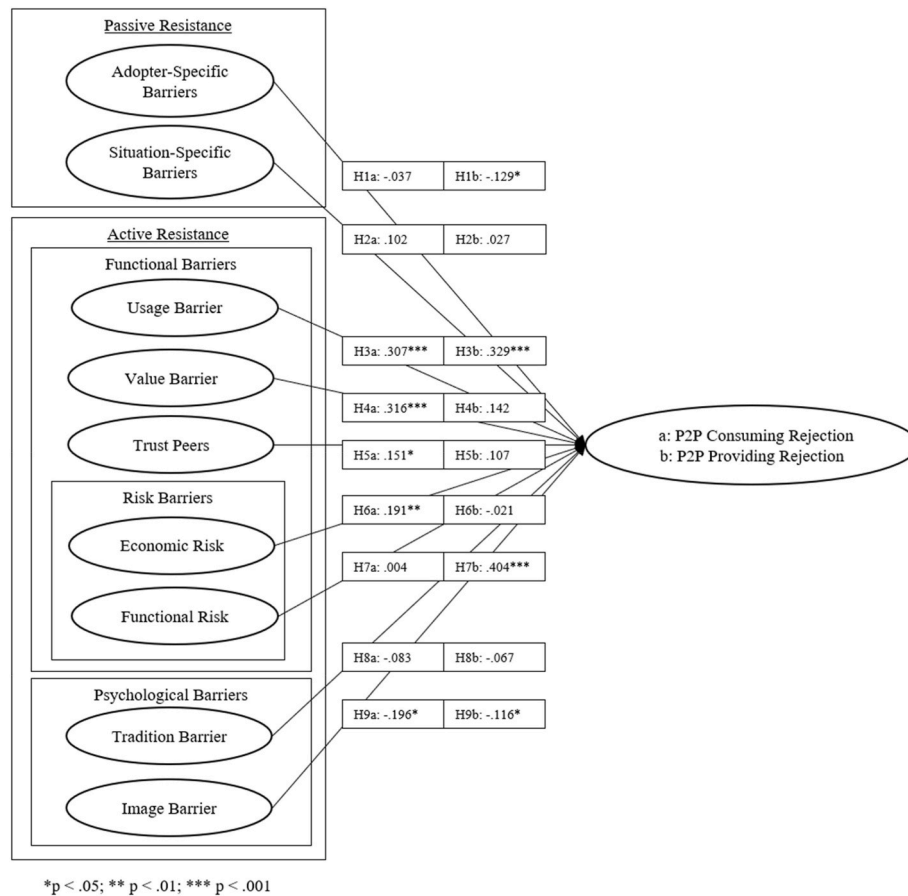 Passive Resistance
Adopter-Specific
Barriers
Situation-Specific
Barriers
H1a: -.037 H1b: -.129*
H2a: .102 H2b: .027
Active Resistance
Functional Barriers
Usage Barrier
H3a: .307*** H3b: .329***
Value Barrier
H4a: .316*** H4b: .142
Trust Peers
H5a: .151* H5b: .107
Risk Barriers
H6a: .191** H6b: -.021
Economic Risk
H7a: .004 H7b: .404***
Functional Risk
H8a: -.083 H8b: -.067
Psychological Barriers
H9a: -.196* H9b: -.116*
Tradition Barrier
Image Barrier
a: P2P Consuming Rejection
b: P2P Providing Rejection
*p < .05; ** p < .01; *** p < .001